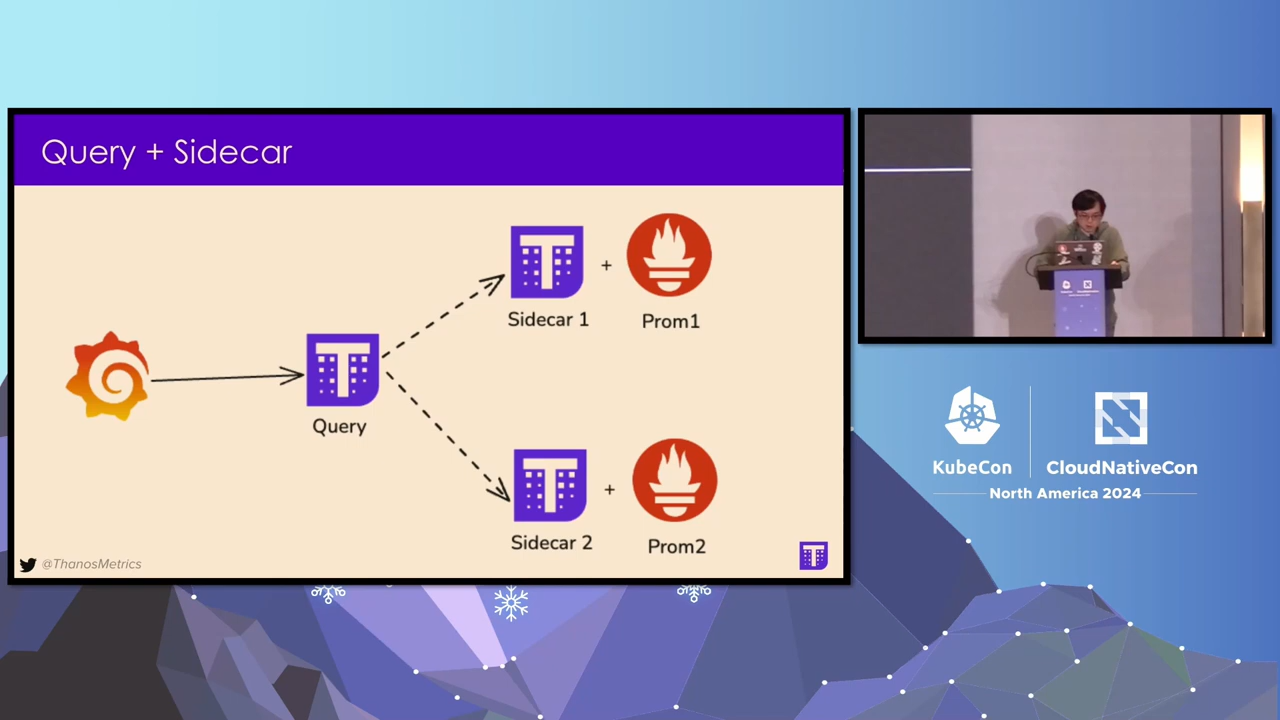 Query + Sidecar
Sidecar 1
+
Prom1
Query
Sidecar 2
+
Prom2
@ThanosMetrics
KubeCon
CloudNativeCon
North America 2024